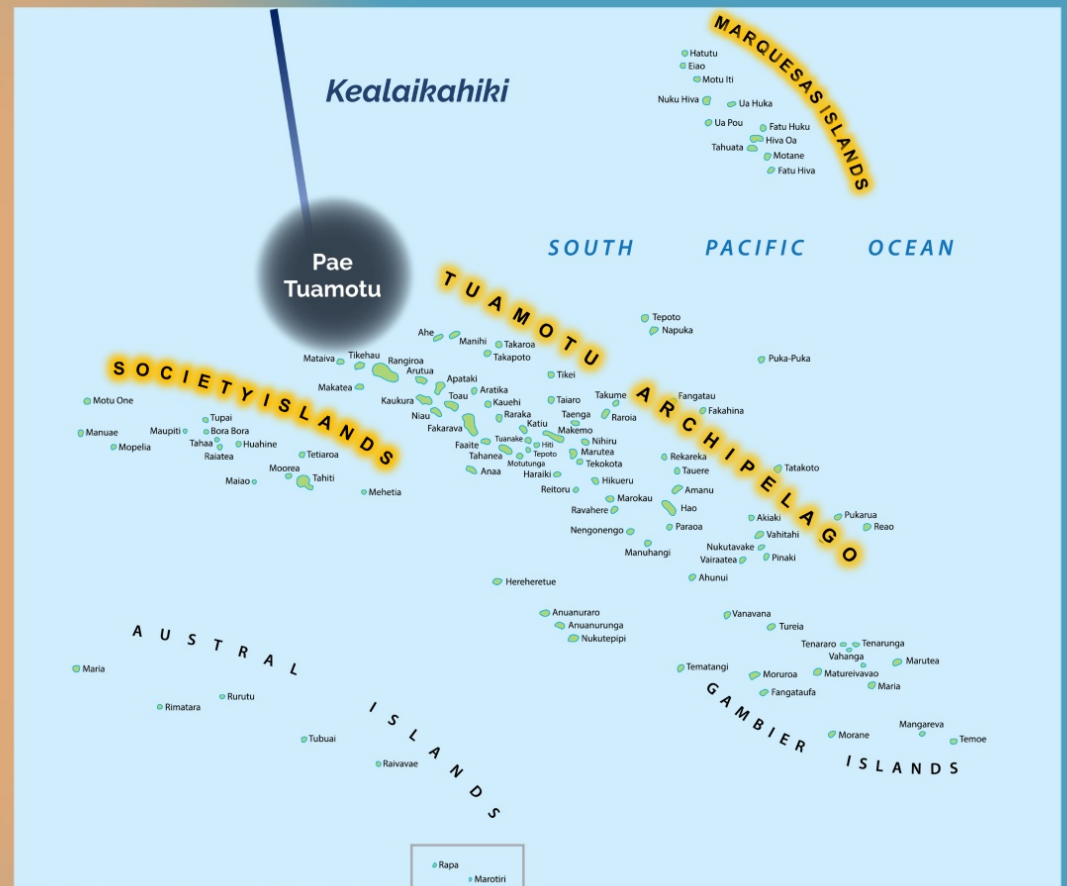 MARQUESAS ISLANDS
Hatutu
Eiao
Motu Iti
Nuku Hiva
Ua Huka
Ua Pou
Fatu Huku
Hiva Oa
Tahuata
Motane
Fatu Hiva
Kealaikahiki
SOUTH PACIFIC OCEAN
Pae
Tuamotu
TUAMOTU ARCHIPELAGO
Tepoto
Napuka
Puka-Puka
Ahe
Manihi
Takaroa
Takapoto
Mataiva
Tikehau
Rangiroa
Arutua
Apataki
Tikei
Makatea
Aratika
Kaukura
Toau
Kauehi
Taiaro
Takume
Fangatau
Niau
Raraka
Taenga
Raroia
Fakahina
Fakarava
Katiu
Makemo
Faaite
Tuanake
Hiti
Nihiru
Tahanea
Tepoto
Marutea
Rekareka
Motutunga
Tekokota
Tauere
Tatakoto
Anaa
Haraiki
Hikueru
Amanu
Reitoru
Marokau
Hao
Ravahere
Akiaki
Pukarua
Reao
Nengonengo
Paraoa
Vahitahi
Manuhangi
Nukutavake
Vairaatea
Pinaki
Ahunui
Hereheretue
Anuanuraro
Anuanurunga
Nukutepipi
Vanavana
Tureia
Tenararo
Tenarunga
Vahanga
Marutea
Tematangi
Moruroa
Matureivavao
Fangataufa
Maria
SOCIETY ISLANDS
Motu One
Tupai
Manuae
Maupiti
Bora Bora
Mopelia
Tahaa
Huahine
Raiatea
Tetiaroa
Moorea
Maiao
Tahiti
Mehetia
GAMBIER ISLANDS
Morane
Mangareva
Temoe
AUSTRAL ISLANDS
Maria
Rurutu
Rimatara
Tubuai
Raivavae
Rapa
Marotiri